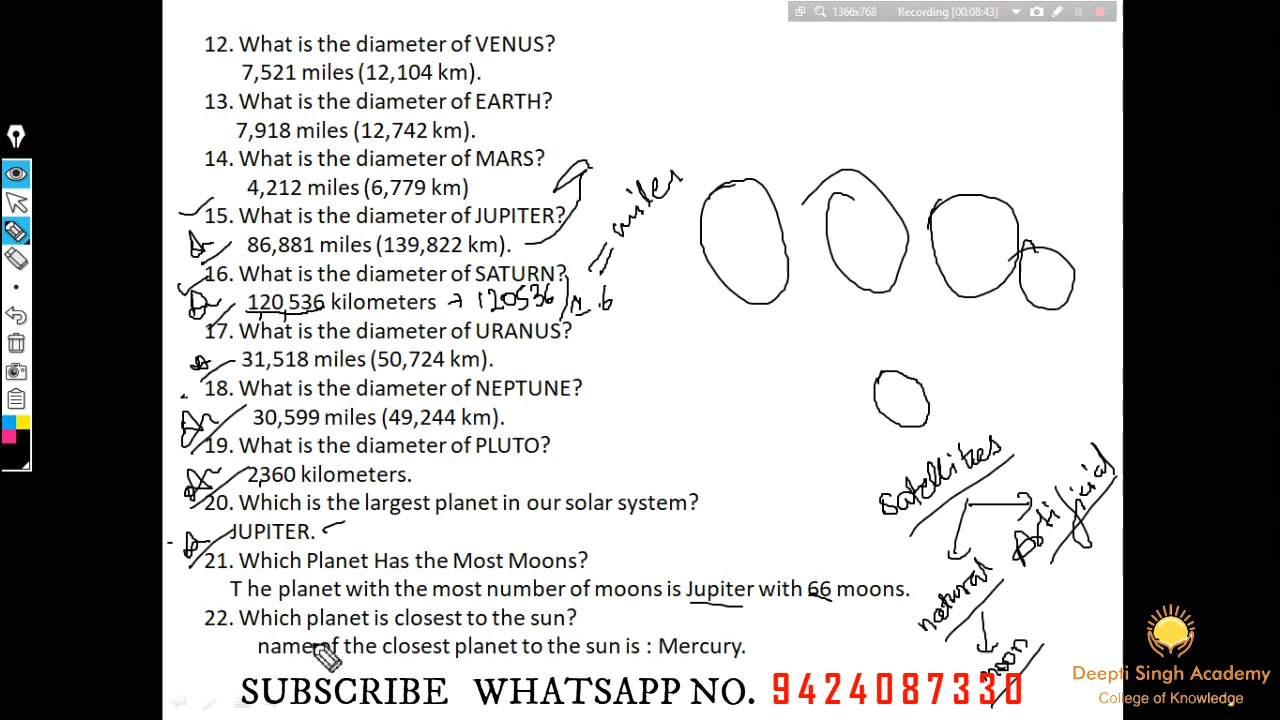 1366x768 Recording [00:08:43]
12. What is the diameter of VENUS?
7,521 miles (12,104 km).
13. What is the diameter of EARTH?
7,918 miles (12,742 km).
14. What is the diameter of MARS?
4,212 miles (6,779 km)
miles
15. What is the diameter of JUPITER?
86,881 miles (139,822 km).
16. What is the diameter of SATURN?
120,536 kilometers → 120536/1.6
17. What is the diameter of URANUS?
31,518 miles (50,724 km).
18. What is the diameter of NEPTUNE?
30,599 miles (49,244 km).
19. What is the diameter of PLUTO?
2360 kilometers.
satellites
Artificial
20. Which is the largest planet in our solar system?
JUPITER.
21. Which Planet Has the Most Moons?
T he planet with the most number of moons is Jupiter with 66 moons.
natural
22. Which planet is closest to the sun?
name of the closest planet to the sun is : Mercury.
moon
SUBSCRIBE WHATSAPP NO. 9424087330
Deepti Singh Academy
College of Knowledge